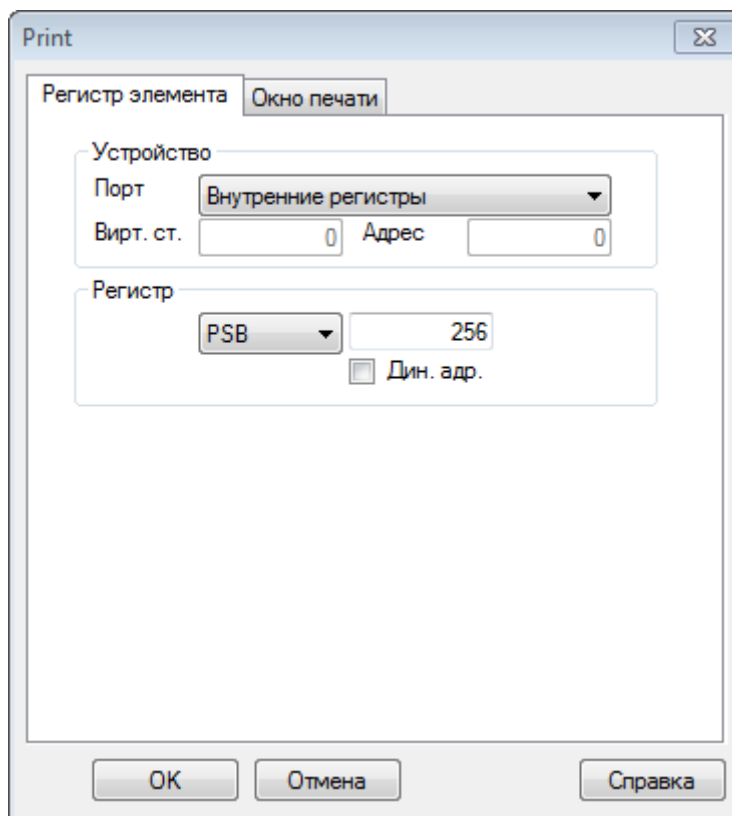 Print
Регистр элемента Окно печати
Устройство
Порт Внутренние регистры
Вирт. ст. 0 Адрес 0
Регистр
PSB 256
Дин. адр.
OK Отмена Справка